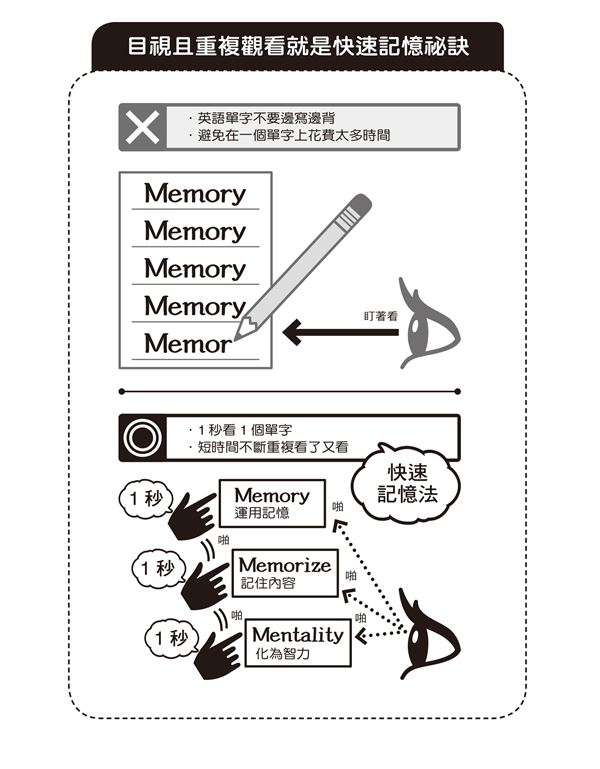 目視且重複觀看就是快速記憶祕訣
・英語單字不要邊寫邊背
・避免在一個單字上花費太多時間
Memory
Memory
Memory
Memory
Memor
盯著看
・1秒看1個單字
・短時間不斷重複看了又看
快速
記憶法
1秒
Memory
運用記憶
啪
啪
1秒
Memorize
記住內容
啪
啪
1秒
Mentality
化為智力
啪